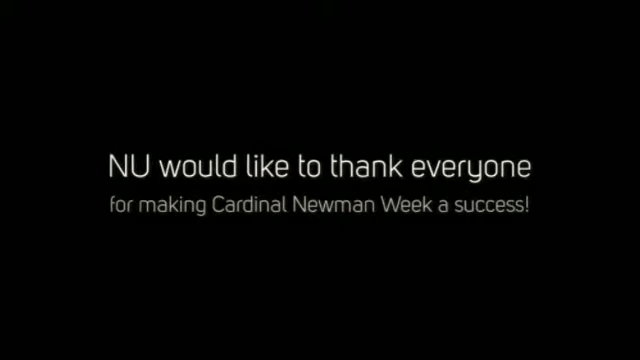 NU would like to thank everyone
for making Cardinal Newman Week a success!